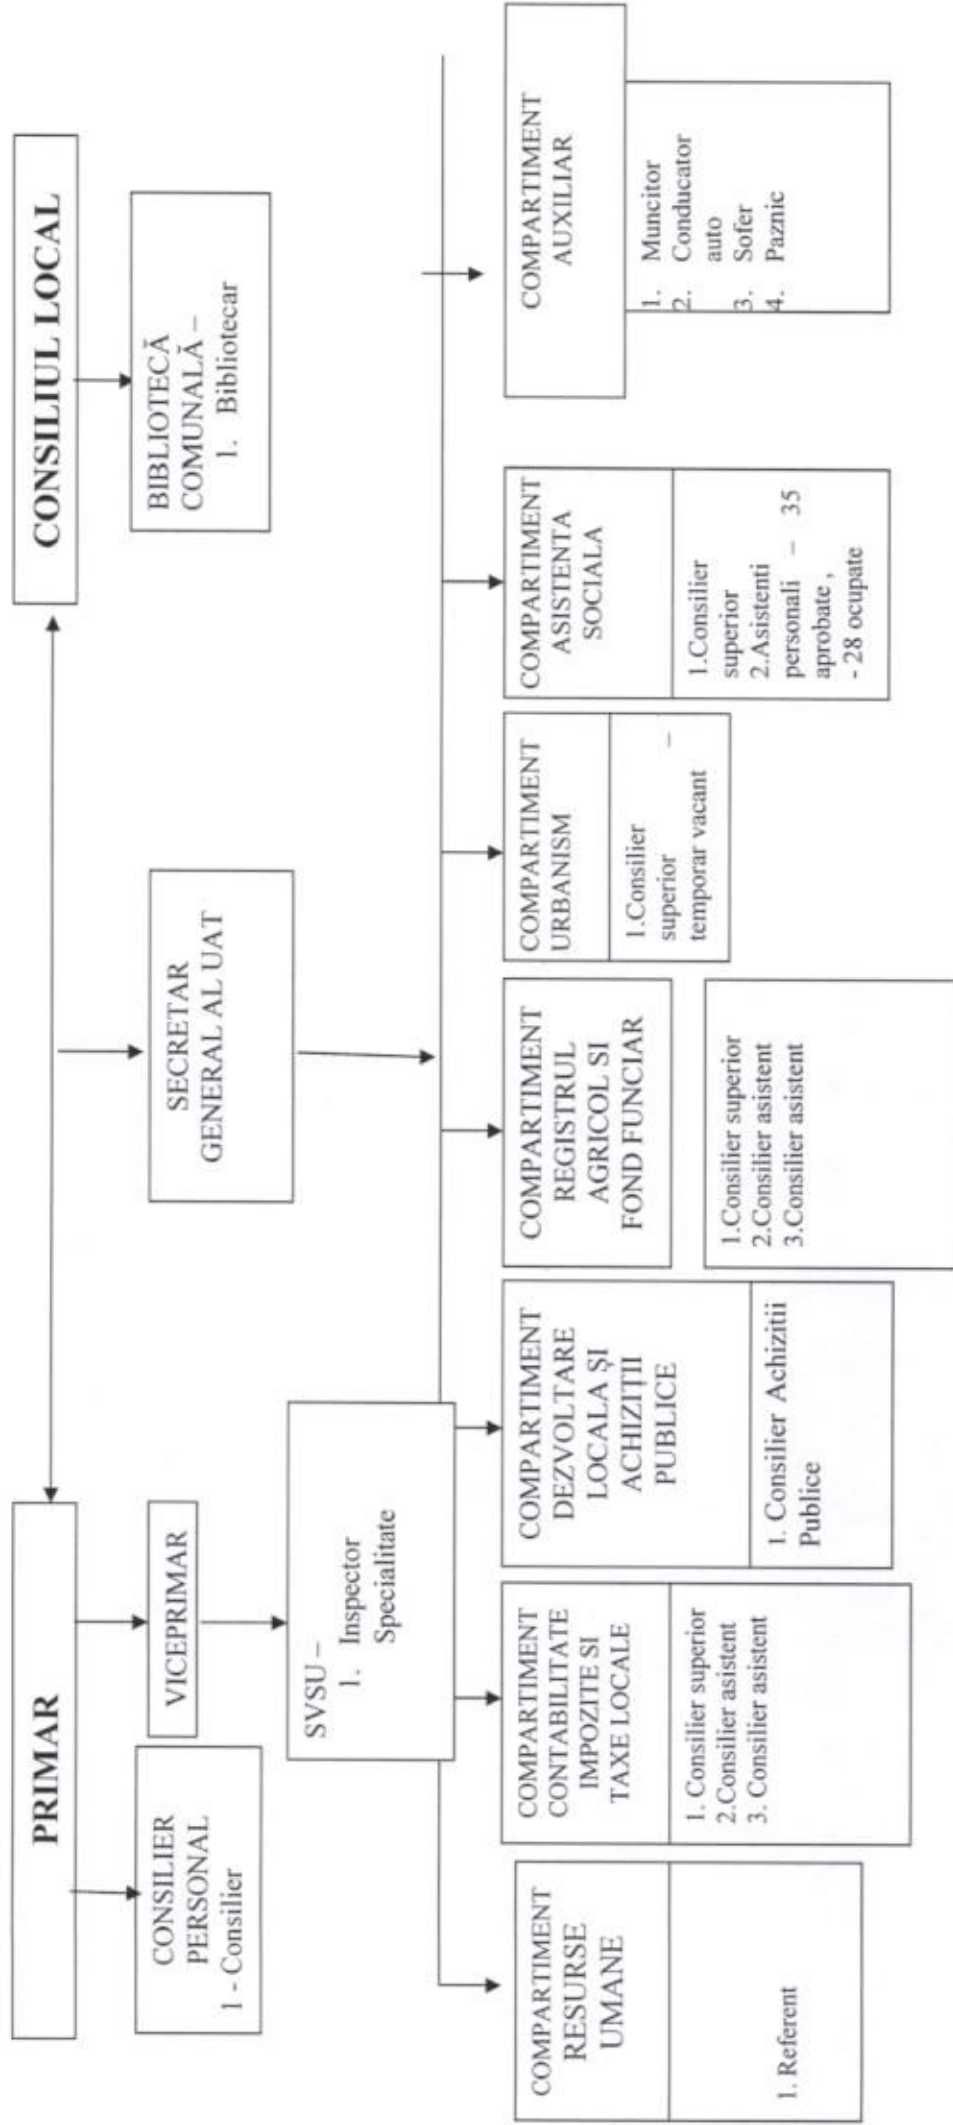 PRIMAR
CONSILIUL LOCAL
CONSILIER
PERSONAL
1 - Consilier
VICEPRIMAR
SECRETAR
GENERAL AL UAT
BIBLIOTECĂ
COMUNALĂ –
1. Bibliotecar
SVSU –
1. Inspector
Specialitate
COMPARTIMENT
RESURSE
UMANE
1. Referent
COMPARTIMENT
CONTABILITATE
IMPOZITE SI
TAXE LOCALE
1. Consilier superior
2.Consilier asistent
3. Consilier asistent
COMPARTIMENT
DEZVOLTARE
LOCALA ȘI
ACHIZIȚII
PUBLICE
1. Consilier Achizitii
Publice
COMPARTIMENT
REGISTRUL
AGRICOL SI
FOND FUNCIAR
1.Consilier superior
2.Consilier asistent
3.Consilier asistent
COMPARTIMENT
URBANISM
1.Consilier
superior –
temporar vacant
COMPARTIMENT
ASISTENTA
SOCIALA
1.Consilier
superior
2.Asistenti
personali – 35
aprobate ,
- 28 ocupate
COMPARTIMENT
AUXILIAR
1. Muncitor
2. Conducator
auto
3. Sofer
4. Paznic